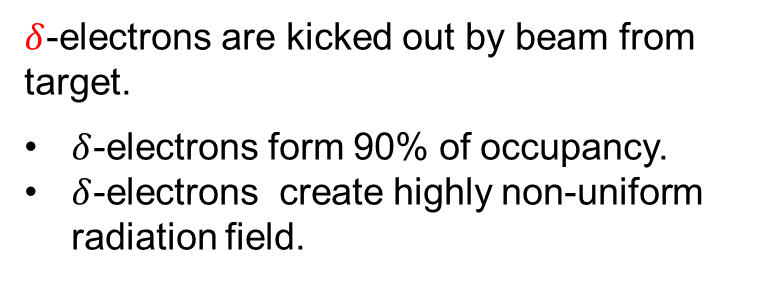 δ-electrons are kicked out by beam from
target.
• δ-electrons form 90% of occupancy.
• δ-electrons create highly non-uniform
radiation field.